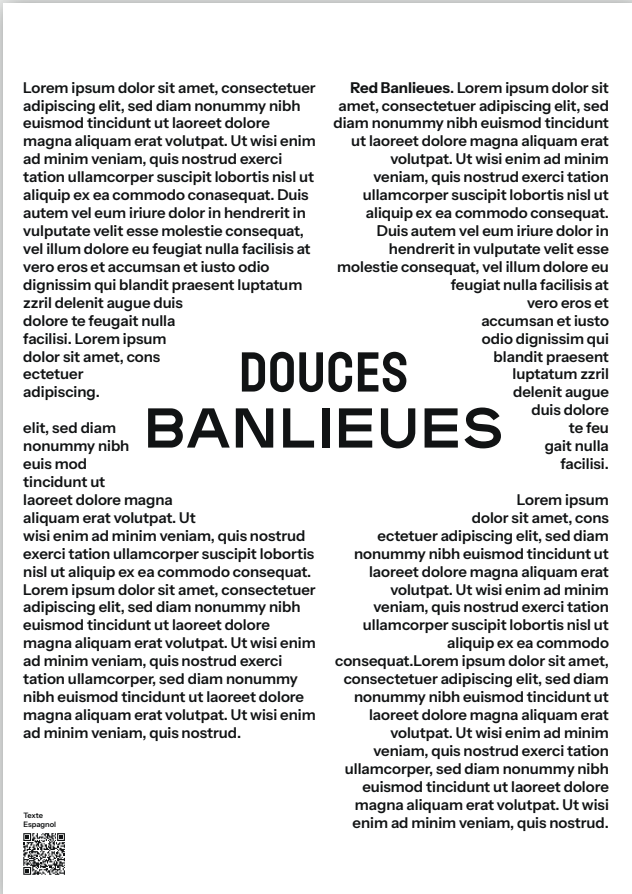 Lorem ipsum dolor sit amet, consectetuer
adipiscing elit, sed diam nonummy nibh
euismod tincidunt ut laoreet dolore
magna aliquam erat volutpat. Ut wisi enim
ad minim veniam, quis nostrud exerci
tation ullamcorper suscipit lobortis nisl ut
aliquip ex ea commodo conasequat. Duis
autem vel eum iriure dolor in hendrerit in
vulputate velit esse molestie consequat,
vel illum dolore eu feugiat nulla facilisis at
vero eros et accumsan et iusto odio
dignissim qui blandit praesent luptatum
zzril delenit augue duis
dolore te feugait nulla
facilisi. Lorem ipsum
dolor sit amet, cons
ectetuer
adipiscing.
elit, sed diam
nonummy nibh
euis mod
tincidunt ut
laoreet dolore magna
aliquam erat volutpat. Ut
wisi enim ad minim veniam, quis nostrud
exerci tation ullamcorper suscipit lobortis
nisl ut aliquip ex ea commodo consequat.
Lorem ipsum dolor sit amet, consectetuer
adipiscing elit, sed diam nonummy nibh
euismod tincidunt ut laoreet dolore
magna aliquam erat volutpat. Ut wisi enim
ad minim veniam, quis nostrud exerci
tation ullamcorper, sed diam nonummy
nibh euismod tincidunt ut laoreet dolore
magna aliquam erat volutpat. Ut wisi enim
ad minim veniam, quis nostrud.
DOUCES
BANLIEUES
Red Banlieues. Lorem ipsum dolor sit
amet, consectetuer adipiscing elit, sed
diam nonummy nibh euismod tincidunt
ut laoreet dolore magna aliquam erat
volutpat. Ut wisi enim ad minim
veniam, quis nostrud exerci tation
ullamcorper suscipit lobortis nisl ut
aliquip ex ea commodo consequat.
Duis autem vel eum iriure dolor in
hendrerit in vulputate velit esse
molestie consequat, vel illum dolore eu
feugiat nulla facilisis at
vero eros et
accumsan et iusto
odio dignissim qui
blandit praesent
luptatum zzril
delenit augue
duis dolore
te feu
gait nulla
facilisi.
Lorem ipsum
dolor sit amet, cons
ectetuer adipiscing elit, sed diam
nonummy nibh euismod tincidunt ut
laoreet dolore magna aliquam erat
volutpat. Ut wisi enim ad minim
veniam, quis nostrud exerci tation
ullamcorper suscipit lobortis nisl ut
aliquip ex ea commodo
consequat.Lorem ipsum dolor sit amet,
consectetuer adipiscing elit, sed diam
nonummy nibh euismod tincidunt ut
laoreet dolore magna aliquam erat
volutpat. Ut wisi enim ad minim
veniam, quis nostrud exerci tation
ullamcorper, sed diam nonummy nibh
euismod tincidunt ut laoreet dolore
magna aliquam erat volutpat. Ut wisi
enim ad minim veniam, quis nostrud.
Texte
Espagnol